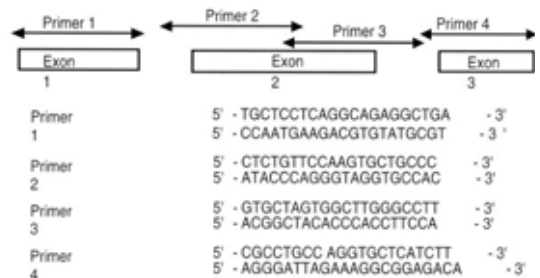 Primer 1 Primer 2 Primer 3 Primer 4
Exon Exon Exon
1 2 3
Primer 5' - TGCTCCTCAGGCAGAGGCTGA - 3'
1 5' - CCAATGAAGACGTGTATGCGT - 3 '
Primer 5' - CTCTGTTCCAAGTGCTGCCC - 3'
2 5' - ATACCCAGGGTAGGTGCCAC - 3'
Primer 5' - GTGCTAGTGGCTTGGGCCTT - 3'
3 5' - ACGGCTACACCCACCTTCCA - 3'
Primer 5' - CGCCTGCC AGGTGCTCATCTT - 3'
4 5' - AGGGATTAGAAAGGCGGAGACA - 3'